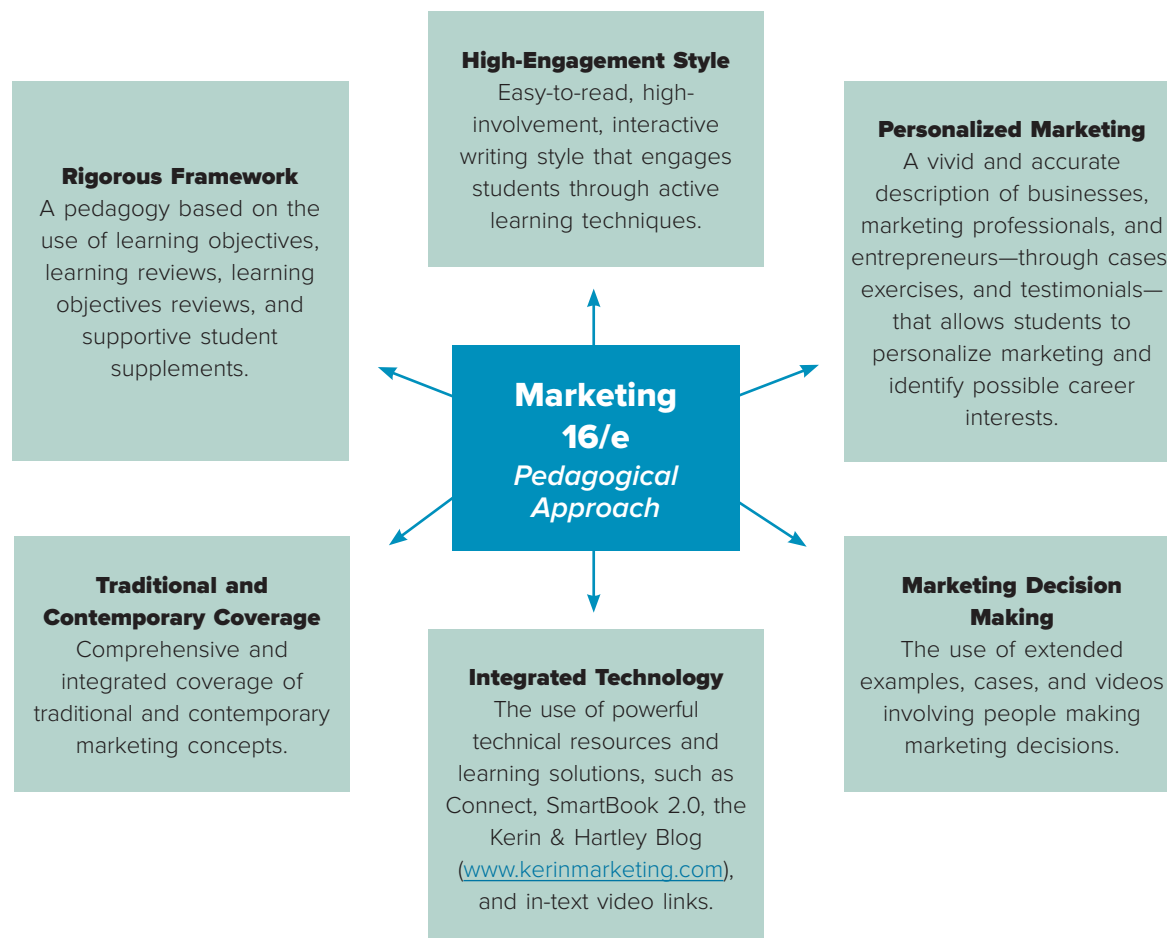 High-Engagement Style
Easy-to-read, high-
involvement, interactive
writing style that engages
students through active
learning techniques.
Rigorous Framework
A pedagogy based on the
use of learning objectives,
learning reviews, learning
objectives reviews, and
supportive student
supplements.
Personalized Marketing
A vivid and accurate
description of businesses,
marketing professionals, and
entrepreneurs—through cases
exercises, and testimonials—
that allows students to
personalize marketing and
identify possible career
interests.
Marketing
16/e
Pedagogical
Approach
Traditional and
Contemporary Coverage
Comprehensive and
integrated coverage of
traditional and contemporary
marketing concepts.
Integrated Technology
The use of powerful
technical resources and
learning solutions, such as
Connect, SmartBook 2.0, the
Kerin & Hartley Blog
(www.kerinmarketing.com),
and in-text video links.
Marketing Decision
Making
The use of extended
examples, cases, and videos
involving people making
marketing decisions.